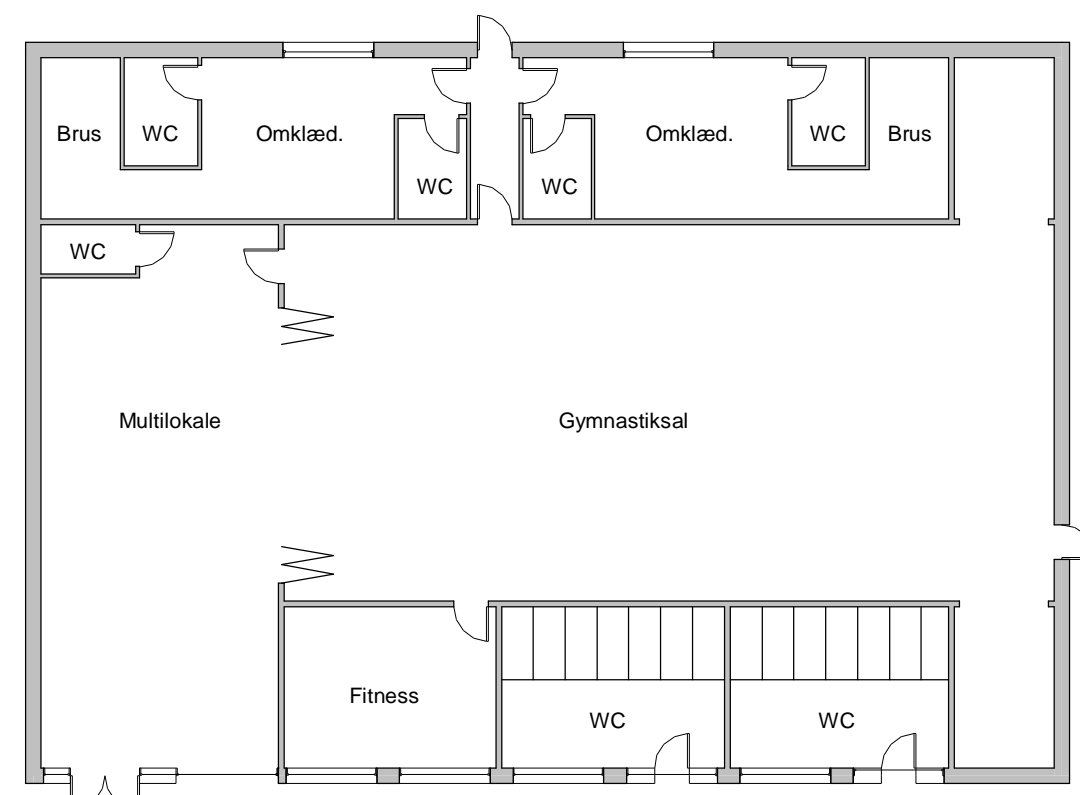 Brus
WC
Omklæd.
Omklæd.
WC
Brus
WC
WC
WC
Multilokale
Gymnastiksal
Fitness
WC
WC